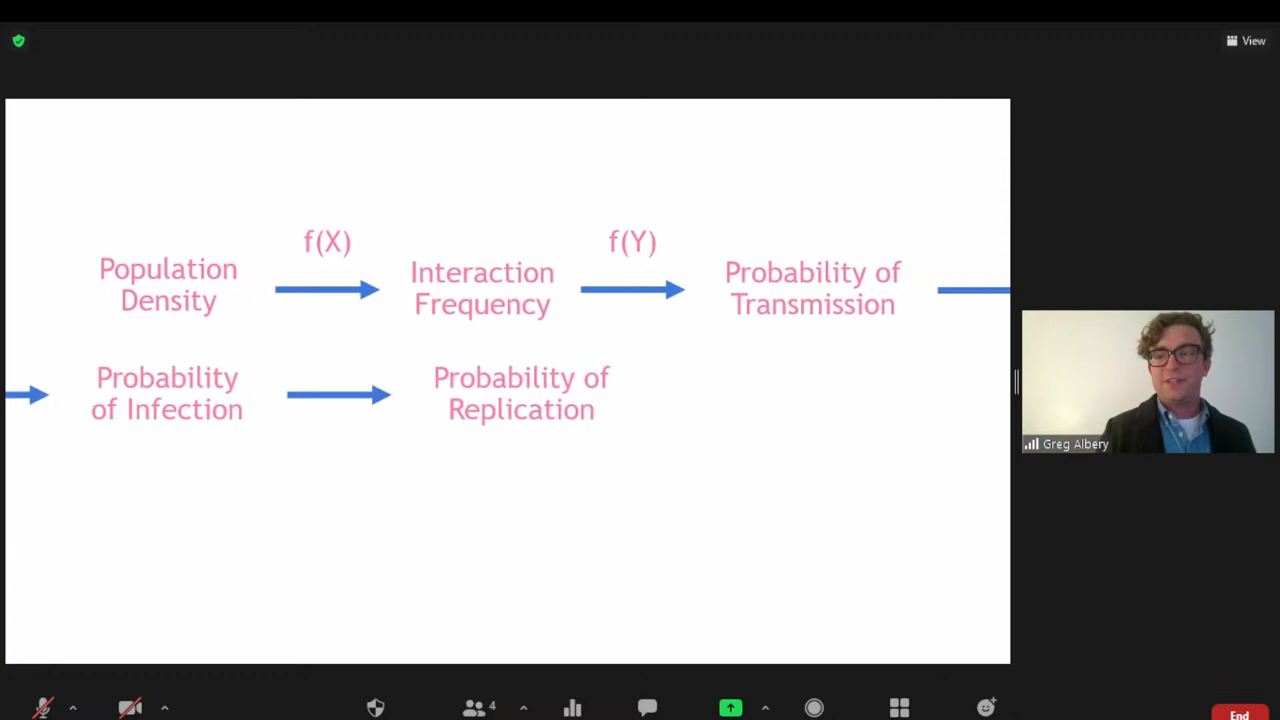 View
f(X)
f(Y)
Population
Density
Interaction
Frequency
Probability of
Transmission
Probability
of Infection
Probability of
Replication
Greg Albery
4
End